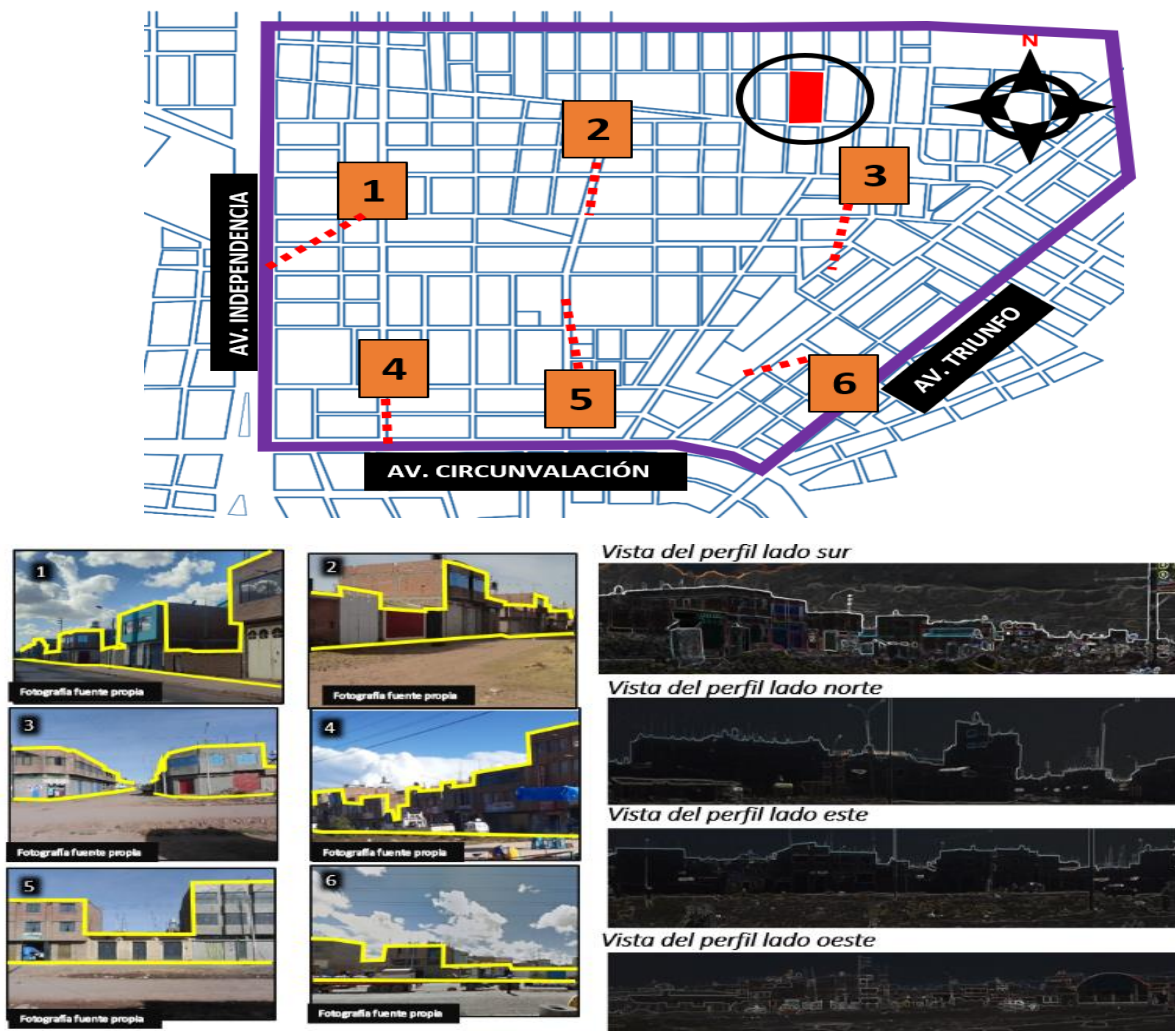 N
2
3
1
AV. INDEPENDENCIA
4
5
6
AV. TRIUNFO
AV. CIRCUNVALACIÓN
1
Fotografía fuente propia
2
Fotografía fuente propia
3
Fotografía fuente propia
4
Fotografía fuente propia
5
Fotografía fuente propia
6
Fotografía fuente propia
Vista del perfil lado sur
Vista del perfil lado norte
Vista del perfil lado este
Vista del perfil lado oeste